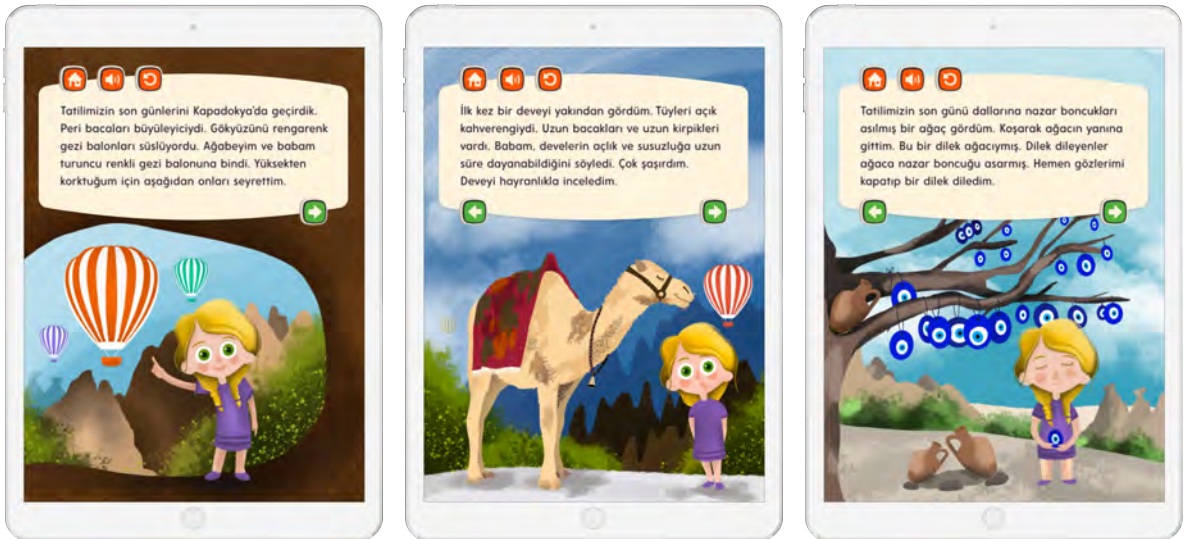 Tatilimizin son günlerini Kapadokya'da geçirdik.
Peri bacaları büyüleyiciydi. Gökyüzünü rengarenk
gezi balonları süslüyordu. Ağabeyim ve babam
turuncu renkli gezi balonuna bindi. Yüksekten
korktuğum için aşağıdan onları seyrettim.
İlk kez bir deveyi yakından gördüm. Tüyleri açık
kahverengiydi. Uzun bacakları ve uzun kirpikleri
vardı. Babam, develerin açlık ve susuzluğa uzun
süre dayanabildiğini söyledi. Çok şaşırdım.
Deveyi hayranlıkla inceledim.
Tatilimizin son günü dallarına nazar boncukları
asılmış bir ağaç gördüm. Koşarak ağacın yanına
gittim. Bu bir dilek ağacıymış. Dilek dileyenler
ağaca nazar boncuğu asarmış. Hemen gözlerimi
kapatıp bir dilek diledim.